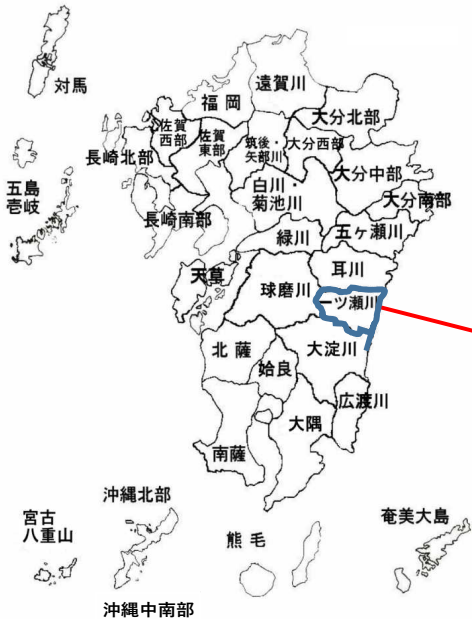 対馬
福岡
遠賀川
佐賀
西部
佐賀
東部
筑後・
矢部川
大分西部
大分北部
長崎北部
大分中部
五島
壱岐
長崎南部
白川・
菊池川
大分南部
緑川
五ヶ瀬川
天草
耳川
球磨川
一ツ瀬川
北薩
姶良
大淀川
広渡川
大隅
南薩
沖縄北部
宮古
八重山
熊毛
奄美大島
沖縄中南部